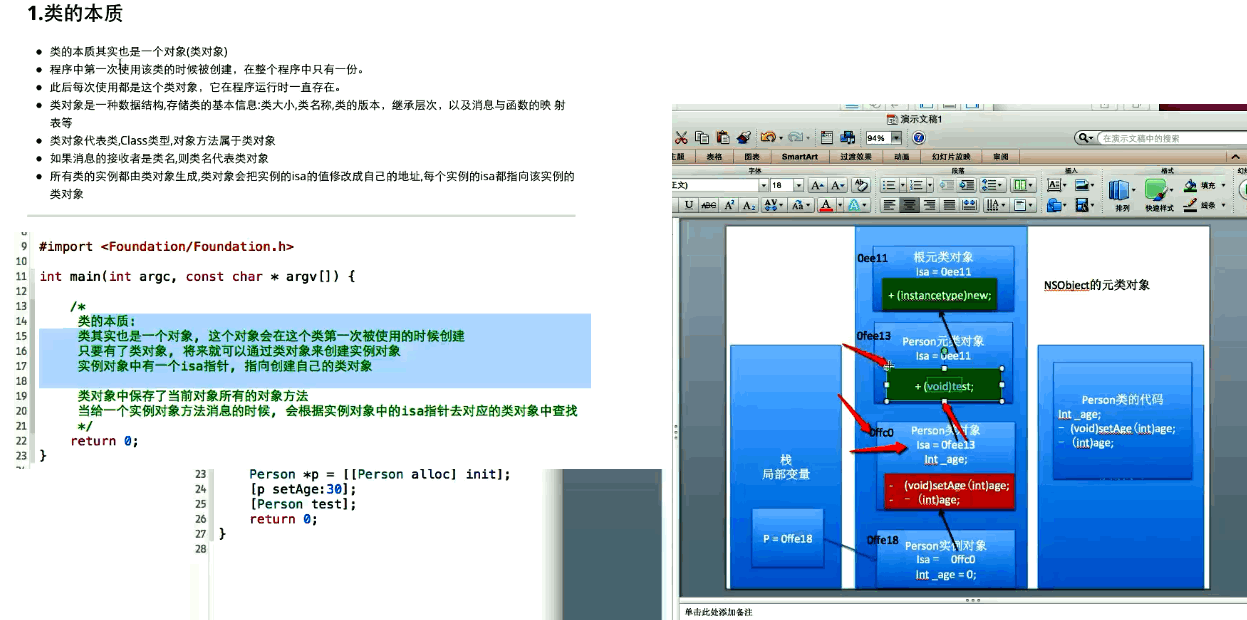 1.类的本质
● 类的本质其实也是一个对象(类对象)
● 程序中第一次使用该类的时候被创建，在整个程序中只有一份。
● 此后每次使用都是这个类对象，它在程序运行时一直存在。
● 类对象是一种数据结构,存储类的基本信息:类大小,类名称,类的版本，继承层次，以及消息与函数的映 射
表等
● 类对象代表类,Class类型,对象方法属于类对象
● 如果消息的接收者是类名,则类名代表类对象
● 所有类的实例都由类对象生成,类对象会把实例的isa的值修改成自己的地址,每个实例的isa都指向该实例的
类对象
9 #import <Foundation/Foundation.h>
10
11 int main(int argc, const char * argv[]) {
12
13 /*
14 类的本质:
15 类其实也是一个对象, 这个对象会在这个类第一次被使用的时候创建
16 只要有了类对象, 将来就可以通过类对象来创建实例对象
17 实例对象中有一个isa指针, 指向创建自己的类对象
18
19 类对象中保存了当前对象所有的对象方法
20 当给一个实例对象方法消息的时候, 会根据实例对象中的isa指针去对应的类对象中查找
21 */
22 return 0;
23 }
23 Person *p = [[Person alloc] init];
24 [p setAge:30];
25 [Person test];
26 return 0;
27 }
28
演示文稿1
94%
在演示文稿中的搜索
主题 表格 图表 SmartArt 过渡效果 动画 幻灯片放映 审阅
字体 段落 插入 格式
正文) 18
排列 快速样式 填充 线条
0ee11
根元类对象
Isa = 0ee11
+ (instancetype)new;
NSObject的元类对象
0fee13
Person元类对象
Isa = 0ee11
+ (void)test;
0ffc0
Person类对象
Isa = 0fee13
Int _age;
- (void)setAge (int)age;
- - (int)age;
栈
局部变量
P = 0ffe18
0ffe18
Person实例对象
Isa = 0ffc0
Int _age = 0;
Person类的代码
Int _age;
- (void)setAge (int)age;
- (int)age;
单击此处添加备注